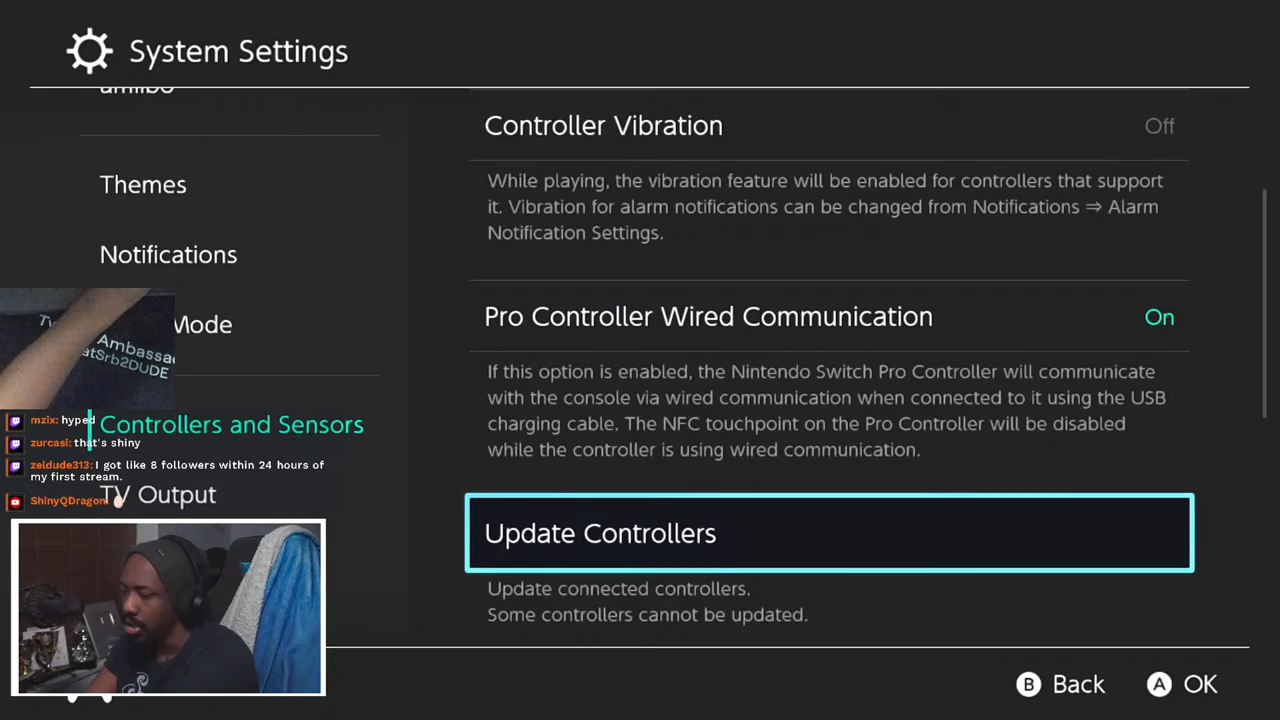 System Settings
amiibo
Themes
Notifications
Mode
Controllers and Sensors
TV Output
Controller Vibration
Off
While playing, the vibration feature will be enabled for controllers that support
it. Vibration for alarm notifications can be changed from Notifications ⇒ Alarm
Notification Settings.
Pro Controller Wired Communication
On
If this option is enabled, the Nintendo Switch Pro Controller will communicate
with the console via wired communication when connected to it using the USB
charging cable. The NFC touchpoint on the Pro Controller will be disabled
while the controller is using wired communication.
Update Controllers
Update connected controllers.
Some controllers cannot be updated.
Ambassa
atSrb2DUDE
mzix: hyped
zurcasi: that's shiny
zeldude313: I got like 8 followers within 24 hours of
my first stream.
ShinyQDragon:
B Back
A OK